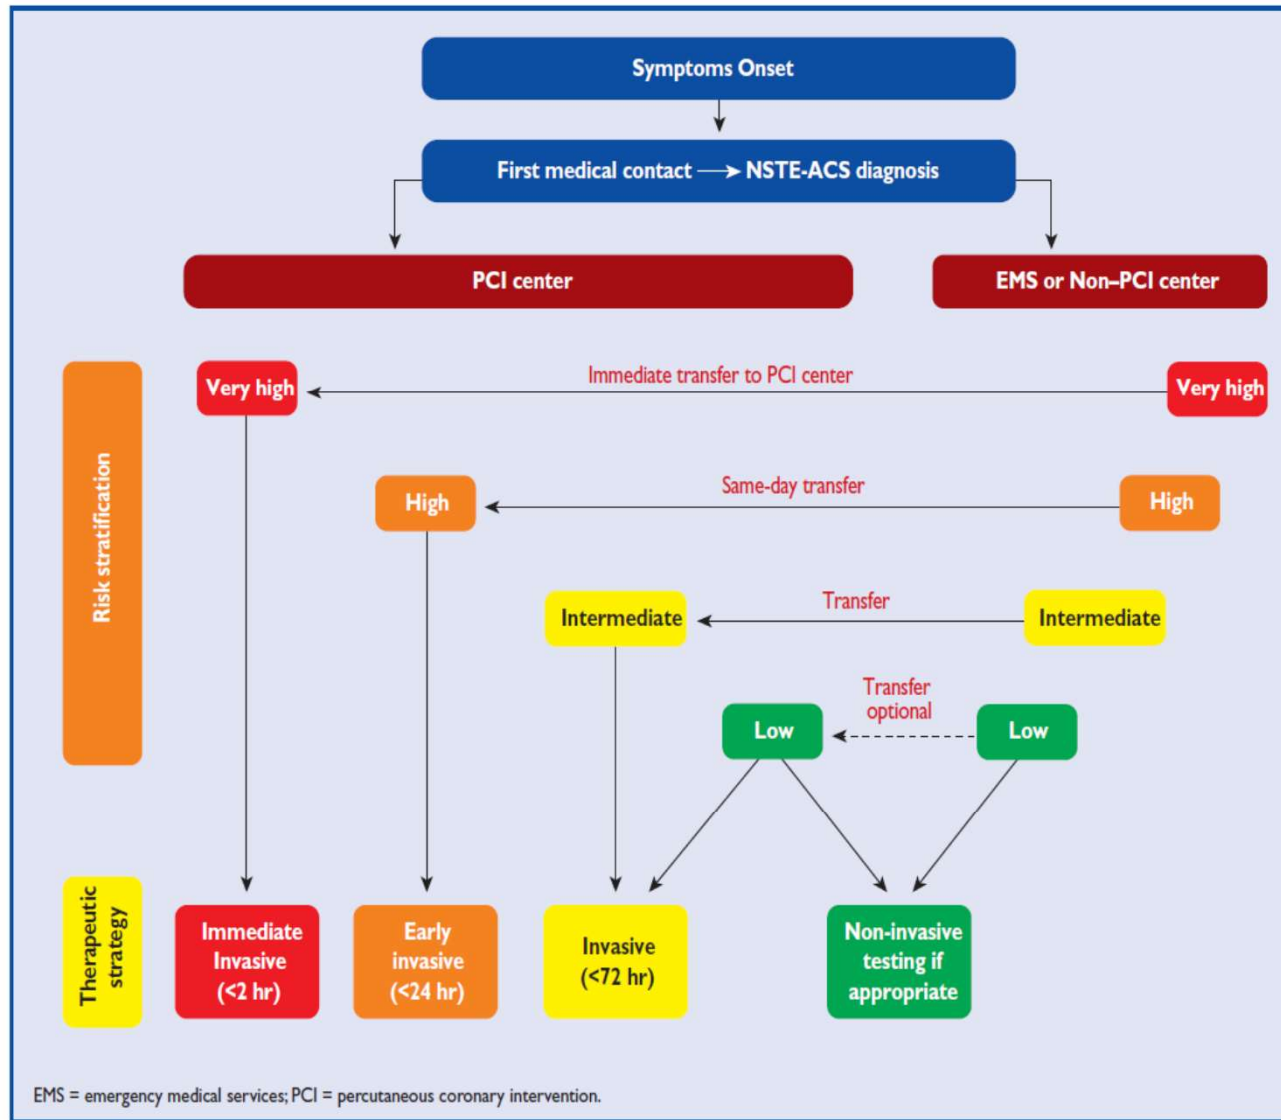 Symptoms Onset
First medical contact → NSTE-ACS diagnosis
PCI center
EMS or Non–PCI center
Risk stratification
Very high
Immediate transfer to PCI center
Very high
High
Same-day transfer
High
Intermediate
Transfer
Intermediate
Low
Transfer
optional
Low
Therapeutic
strategy
Immediate
Invasive
(<2 hr)
Early
invasive
(<24 hr)
Invasive
(<72 hr)
Non-invasive
testing if
appropriate
EMS = emergency medical services; PCI = percutaneous coronary intervention.